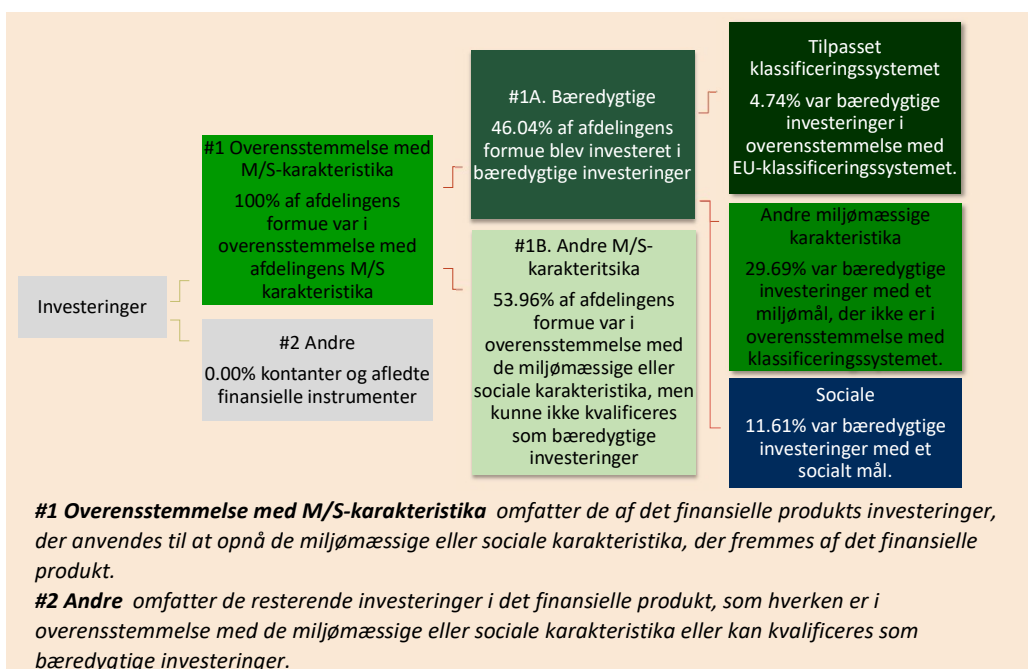 Investeringer
#1 Overensstemmelse med
M/S-karakteristika
100% af afdelingens
formue var i
overensstemmelse med
afdelingens M/S
karakteristika
#2 Andre
0.00% kontanter og afledte
finansielle instrumenter
#1A. Bæredygtige
46.04% af afdelingens
formue blev investeret i
bæredygtige investeringer
#1B. Andre M/S-
karakteritsika
53.96% af afdelingens
formue var i
overensstemmelse med
de miljømæssige eller
sociale karakteristika, men
kunne ikke kvalificeres
som bæredygtige
investeringer
Tilpasset
klassificeringssystemet
4.74% var bæredygtige
investeringer i
overensstemmelse med
EU-klassificeringssystemet.
Andre miljømæssige
karakteristika
29.69% var bæredygtige
investeringer med et
miljømål, der ikke er i
overensstemmelse med
klassificeringssystemet.
Sociale
11.61% var bæredygtige
investeringer med et
socialt mål.
#1 Overensstemmelse med M/S-karakteristika omfatter de af det finansielle produkts investeringer,
der anvendes til at opnå de miljømæssige eller sociale karakteristika, der fremmes af det finansielle
produkt.
#2 Andre omfatter de resterende investeringer i det finansielle produkt, som hverken er i
overensstemmelse med de miljømæssige eller sociale karakteristika eller kan kvalificeres som
bæredygtige investeringer.